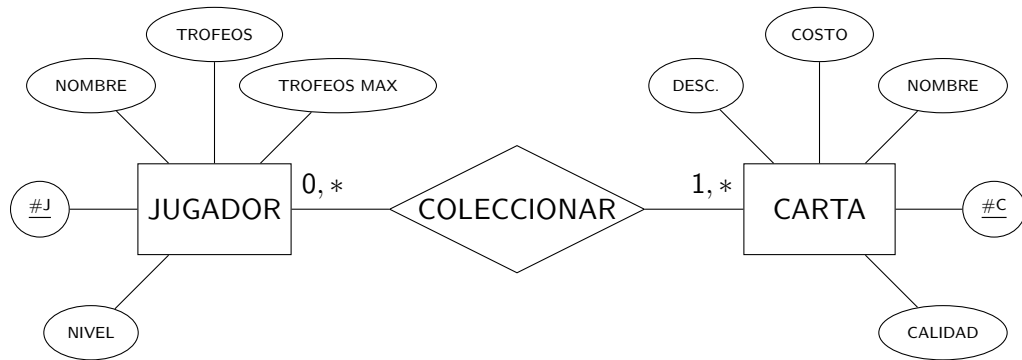 TROFEOS
COSTO
NOMBRE
TROFEOS MAX
DESC.
NOMBRE
#J
JUGADOR
0, ∗
COLECCIONAR
1, ∗
CARTA
#C
NIVEL
CALIDAD